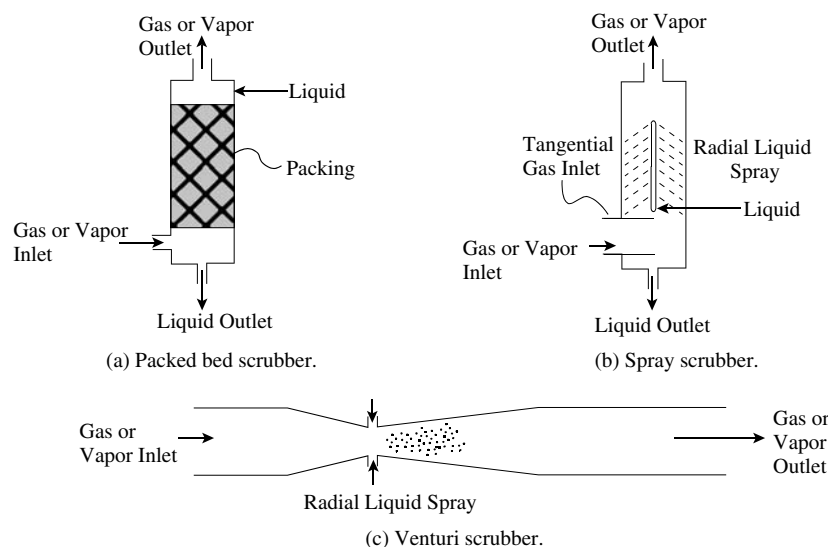 Gas or Vapor
Outlet
Liquid
Packing
Gas or Vapor
Inlet
Liquid Outlet
(a) Packed bed scrubber.
Gas or Vapor
Outlet
Tangential
Gas Inlet
Radial Liquid
Spray
Liquid
Gas or Vapor
Inlet
Liquid Outlet
(b) Spray scrubber.
Gas or
Vapor Inlet
Radial Liquid Spray
Gas or
Vapor
Outlet
(c) Venturi scrubber.